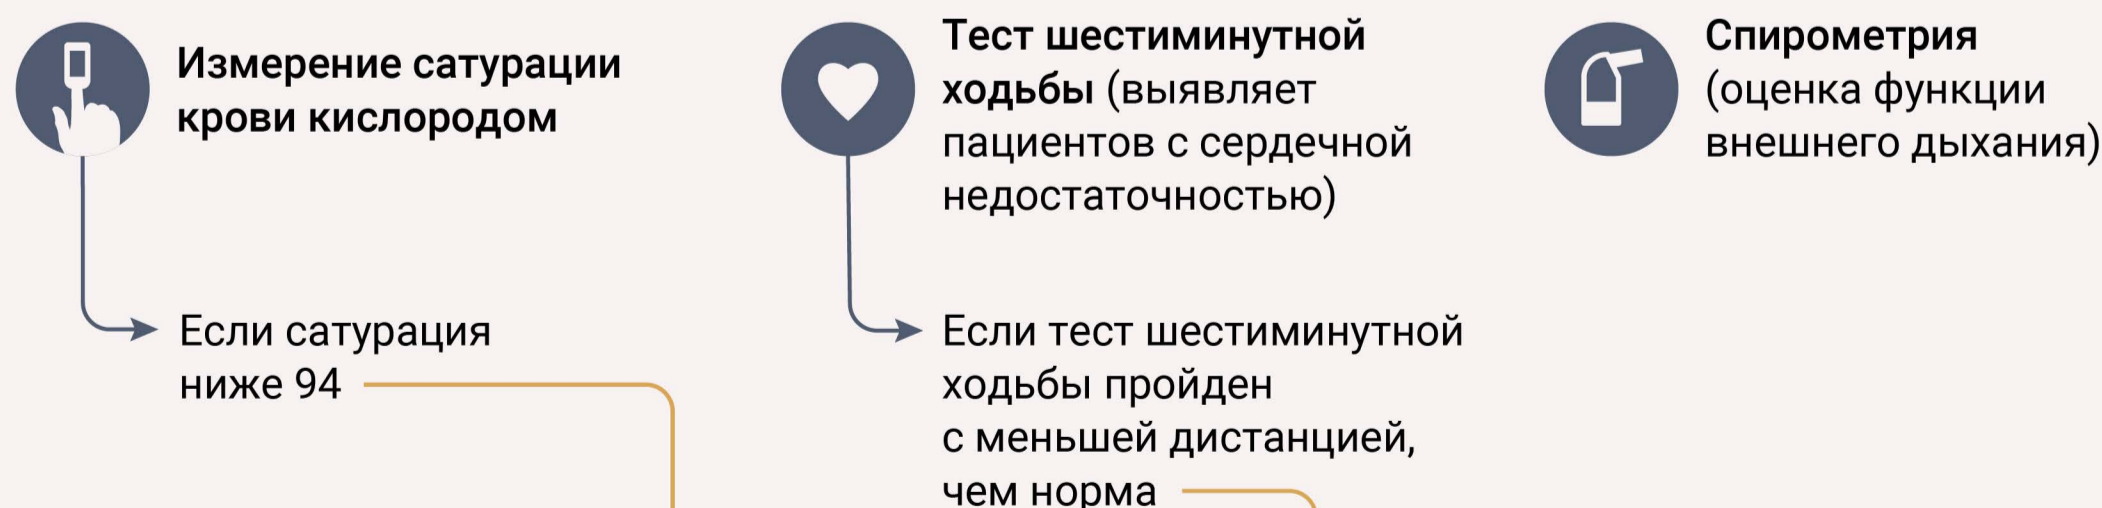 Измерение сатурации
крови кислородом
Если сатурация
ниже 94
Тест шестиминутной
ходьбы (выявляет
пациентов с сердечной
недостаточностью)
Если тест шестиминутной
ходьбы пройден
с меньшей дистанцией,
чем норма
Спирометрия
(оценка функции
внешнего дыхания)